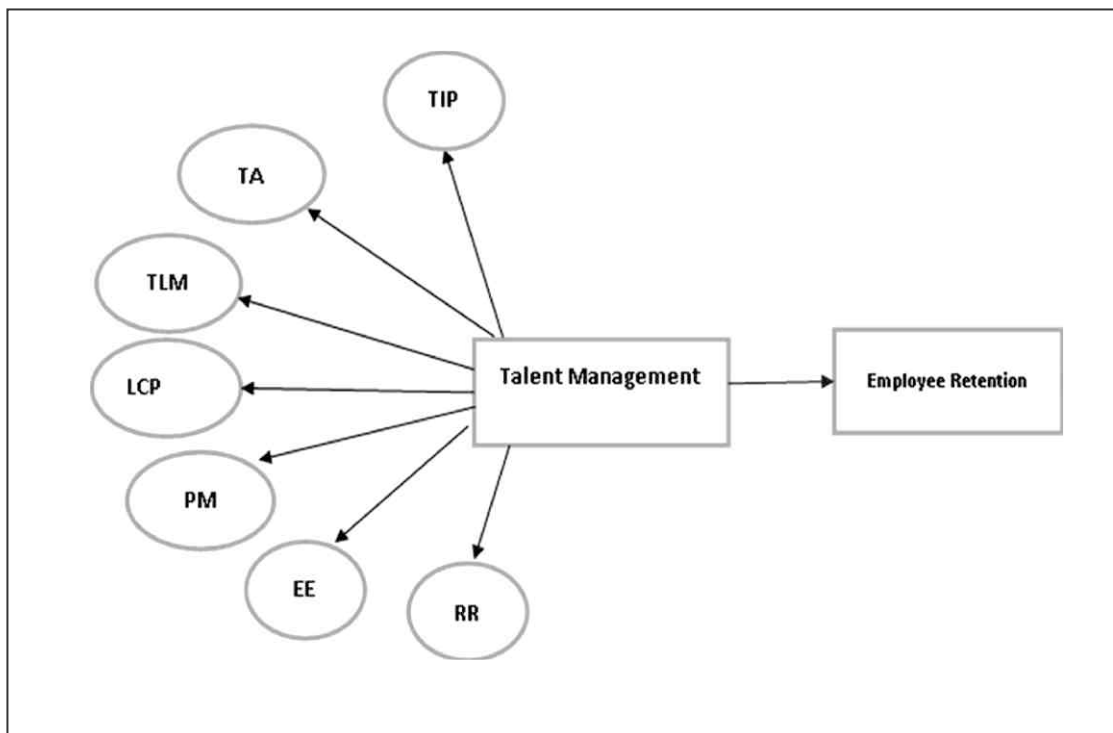 TIP
TA
TLM
LCP
PM
EE
RR
Talent Management
Employee Retention